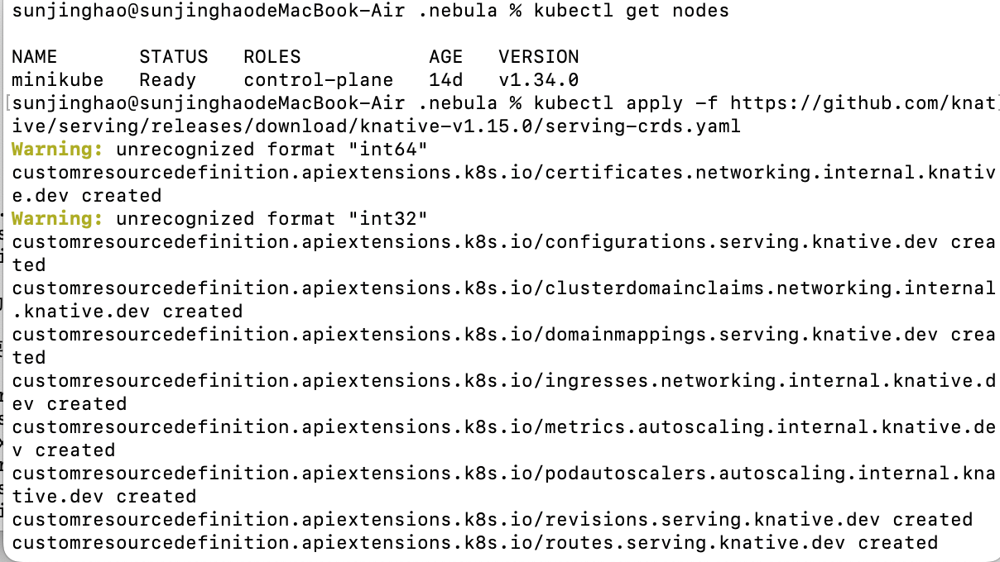 sunjinghao@sunjinghaodeMacBook-Air .nebula % kubectl get nodes
NAME STATUS ROLES AGE VERSION
minikube Ready control-plane 14d v1.34.0
[sunjinghao@sunjinghaodeMacBook-Air .nebula % kubectl apply -f https://github.com/knat]
ive/serving/releases/download/knative-v1.15.0/serving-crds.yaml
Warning: unrecognized format "int64"
customresourcedefinition.apiextensions.k8s.io/certificates.networking.internal.knativ
e.dev created
Warning: unrecognized format "int32"
customresourcedefinition.apiextensions.k8s.io/configurations.serving.knative.dev crea
ted
customresourcedefinition.apiextensions.k8s.io/clusterdomainclaims.networking.internal
.knative.dev created
customresourcedefinition.apiextensions.k8s.io/domainmappings.serving.knative.dev crea
ted
customresourcedefinition.apiextensions.k8s.io/ingresses.networking.internal.knative.d
ev created
customresourcedefinition.apiextensions.k8s.io/metrics.autoscaling.internal.knative.de
v created
customresourcedefinition.apiextensions.k8s.io/podautoscalers.autoscaling.internal.kna
tive.dev created
customresourcedefinition.apiextensions.k8s.io/revisions.serving.knative.dev created
customresourcedefinition.apiextensions.k8s.io/routes.serving.knative.dev created